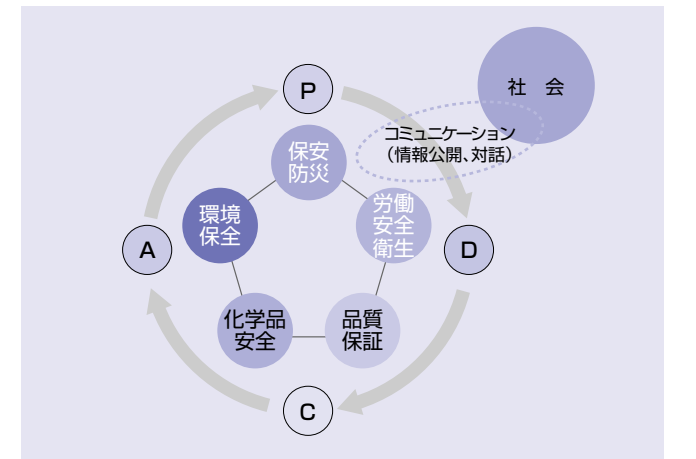 社　会
P
コミュニケーション
（情報公開、対話）
保安
防災
労働
安全
衛生
環境
保全
A
D
化学品
安全
品質
保証
C